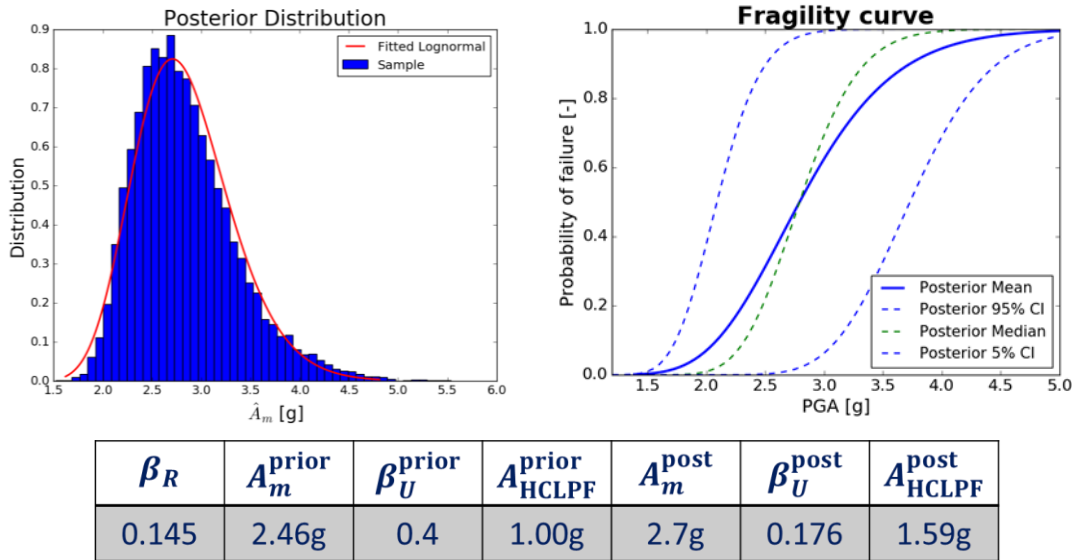 Posterior Distribution
Fitted Lognormal
Sample
Distribution
0.9
0.8
0.7
0.6
0.5
0.4
0.3
0.2
0.1
0.0
1.5 2.0 2.5 3.0 3.5 4.0 4.5 5.0 5.5 6.0
Â_m [g]
Fragility curve
Probability of failure [-]
1.0
0.8
0.6
0.4
0.2
0.0
Posterior Mean
Posterior 95% CI
Posterior Median
Posterior 5% CI
1.5 2.0 2.5 3.0 3.5 4.0 4.5 5.0
PGA [g]
β_R A_m^prior β_U^prior A_HCLPF^prior A_m^post β_U^post A_HCLPF^post
0.145 2.46g 0.4 1.00g 2.7g 0.176 1.59g